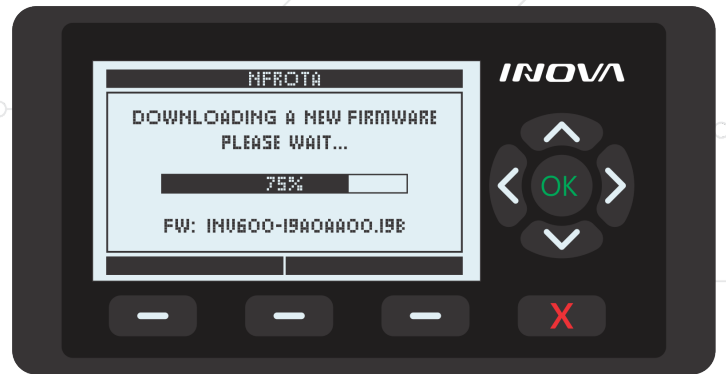 NFROTA
INOVA
DOWNLOADING A NEW FIRMWARE
PLEASE WAIT...
75%
OK
FW: INV600-19A0AA00.19B
X